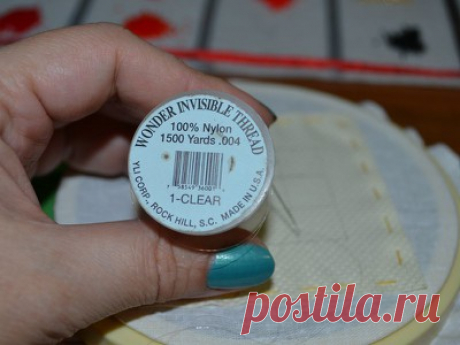 WONDER INVISIBLE THREAD
100% Nylon
1500 Yards .004
1-CLEAR
YLI CORP., ROCK HILL, S.C. MADE IN U.S.A.
postila.ru